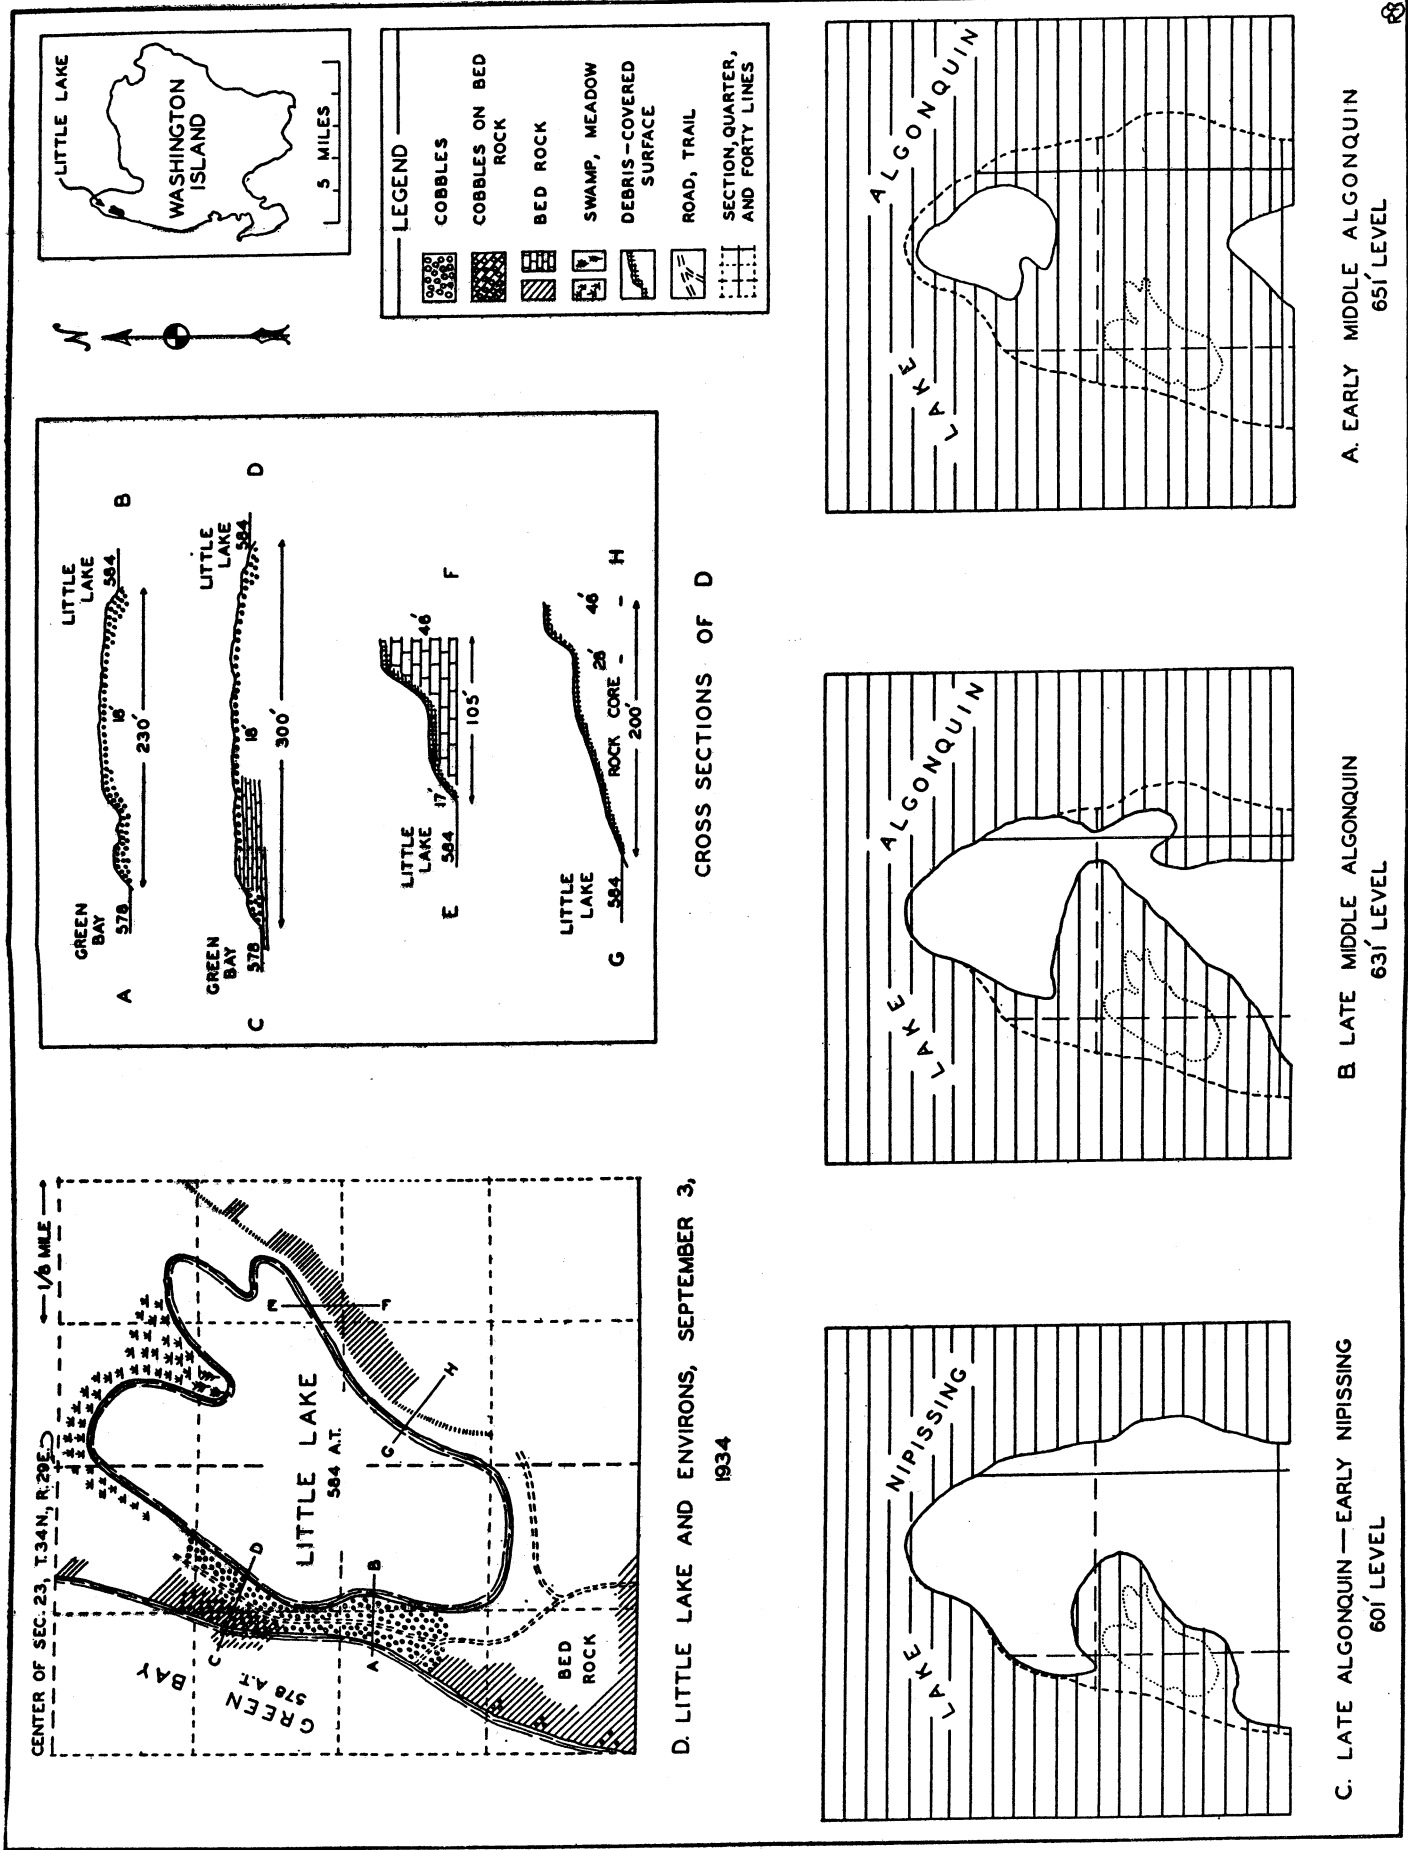 CENTER OF SEC. 23, T.34N., R.29E.
1/8 MILE
GREEN
BAY
578 A.T.
LITTLE LAKE
584 A.T.
C
D
A
B
E
F
G
H
BED
ROCK
D. LITTLE LAKE AND ENVIRONS, SEPTEMBER 3,
1934
GREEN
BAY
LITTLE
LAKE
A
578
18'
584
B
230'
GREEN
BAY
LITTLE
LAKE
C
578
18'
584
D
300'
LITTLE
LAKE
E
584
17'
46'
F
105'
LITTLE
LAKE
G
584
ROCK CORE
28'
46'
H
200'
CROSS SECTIONS OF D
N
LITTLE LAKE
WASHINGTON
ISLAND
5 MILES
LEGEND
COBBLES
COBBLES ON BED
ROCK
BED ROCK
SWAMP, MEADOW
DEBRIS-COVERED
SURFACE
ROAD, TRAIL
SECTION, QUARTER,
AND FORTY LINES
LAKE NIPISSING
C. LATE ALGONQUIN—EARLY NIPISSING
601' LEVEL
LAKE ALGONQUIN
B. LATE MIDDLE ALGONQUIN
631' LEVEL
LAKE ALGONQUIN
A. EARLY MIDDLE ALGONQUIN
651' LEVEL